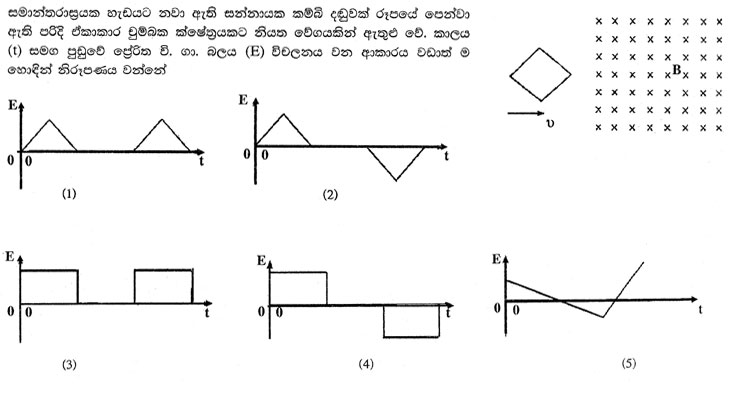 සමාන්තරාස්‍රයක හැඩයට නවා ඇති සන්නායක කම්බි දඬුවක් රූපයේ පෙන්වා
ඇති පරිදි ඒකාකාර චුම්බක ක්ෂේත්‍රයකට නියත වේගයකින් ඇතුළු වේ. කාලය
(t) සමග පුඩුවේ ප්‍රේරිත වි. ගා. බලය (E) විචලනය වන ආකාරය වඩාත් ම
හොඳින් නිරූපණය වන්නේ
x x x x x x x x
x x x x x x x x
x x x x x x x x
x x x x x B x x x
x x x x x x x x
x x x x x x x x
x x x x x x x x
υ
E
0 0 t
(1)
E
0 0 t
(2)
E
0 0 t
(3)
E
0 0 t
(4)
E
0 0 t
(5)